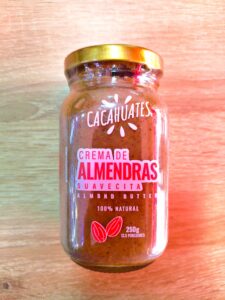 CACAHUATES
CREMA DE
ALMENDRAS
SUAVECITA
ALMOND BUTTER
100% NATURAL
250g